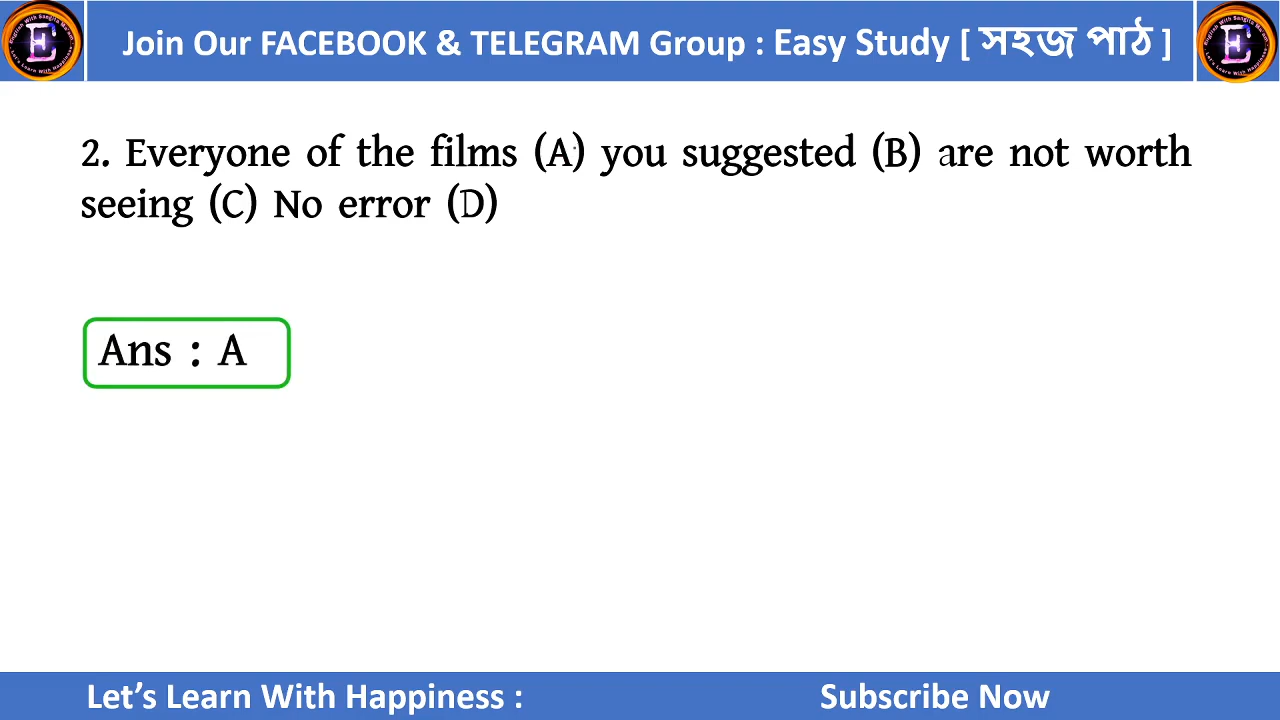 Join Our FACEBOOK & TELEGRAM Group : Easy Study [ সহজ পাঠ ]
2. Everyone of the films (A) you suggested (B) are not worth
seeing (C) No error (D)
Ans : A
Let’s Learn With Happiness :
Subscribe Now